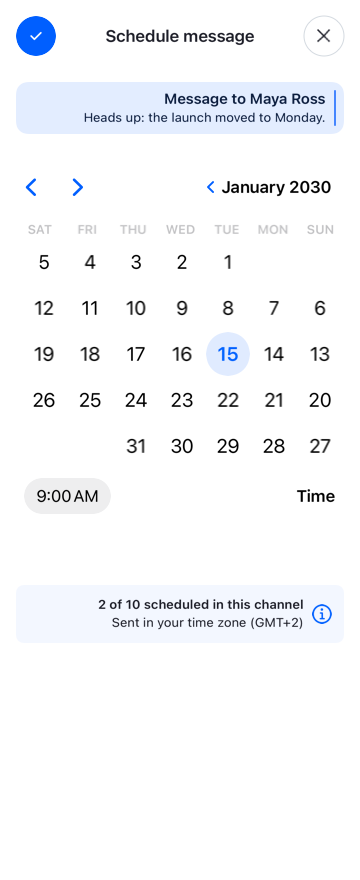 Schedule message
Message to Maya Ross
Heads up: the launch moved to Monday.
January 2030
SUN MON TUE WED THU FRI SAT
1 2 3 4 5
6 7 8 9 10 11 12
13 14 15 16 17 18 19
20 21 22 23 24 25 26
27 28 29 30 31
Time 9:00 AM
2 of 10 scheduled in this channel
Sent in your time zone (GMT+2)